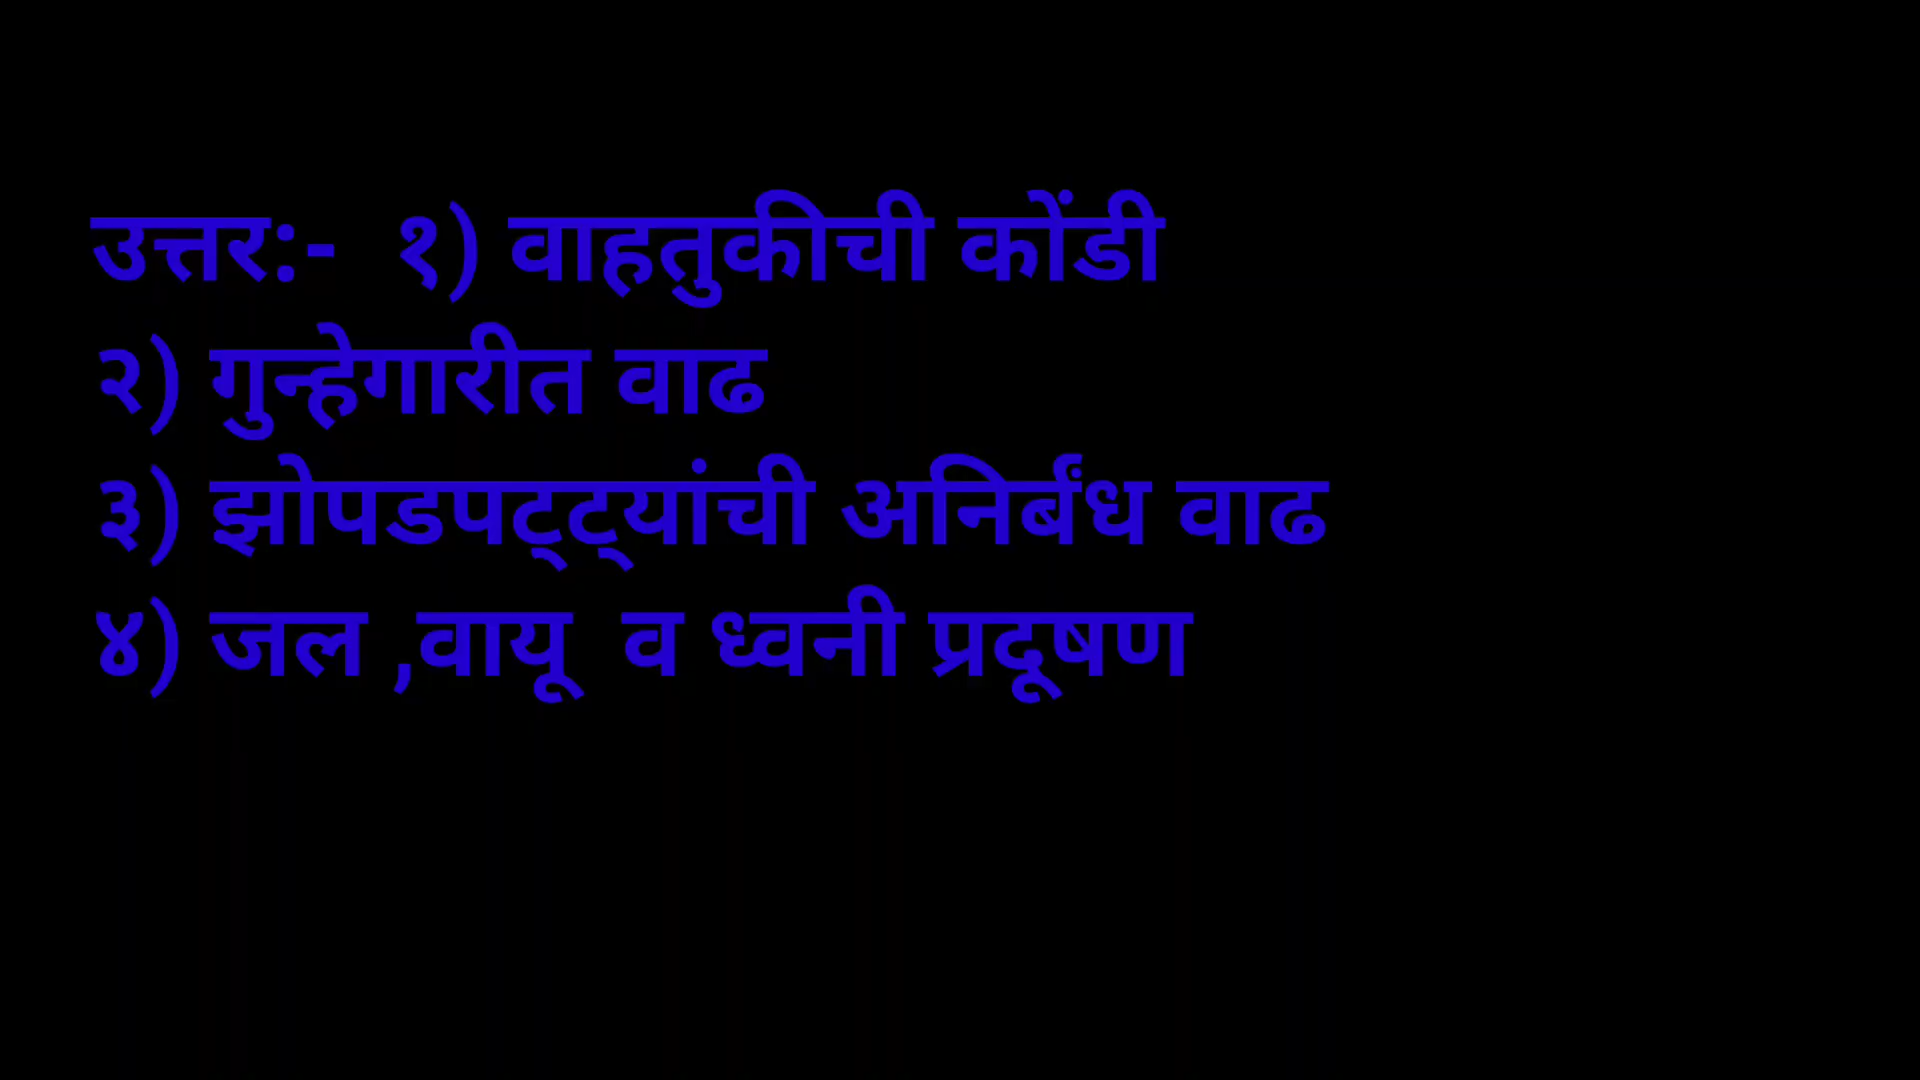 उत्तर:-  १) वाहतुकीची कोंडी
२) गुन्हेगारीत वाढ
३) झोपडपट्ट्यांची अनिर्बंध वाढ
४) जल ,वायू  व ध्वनी प्रदूषण